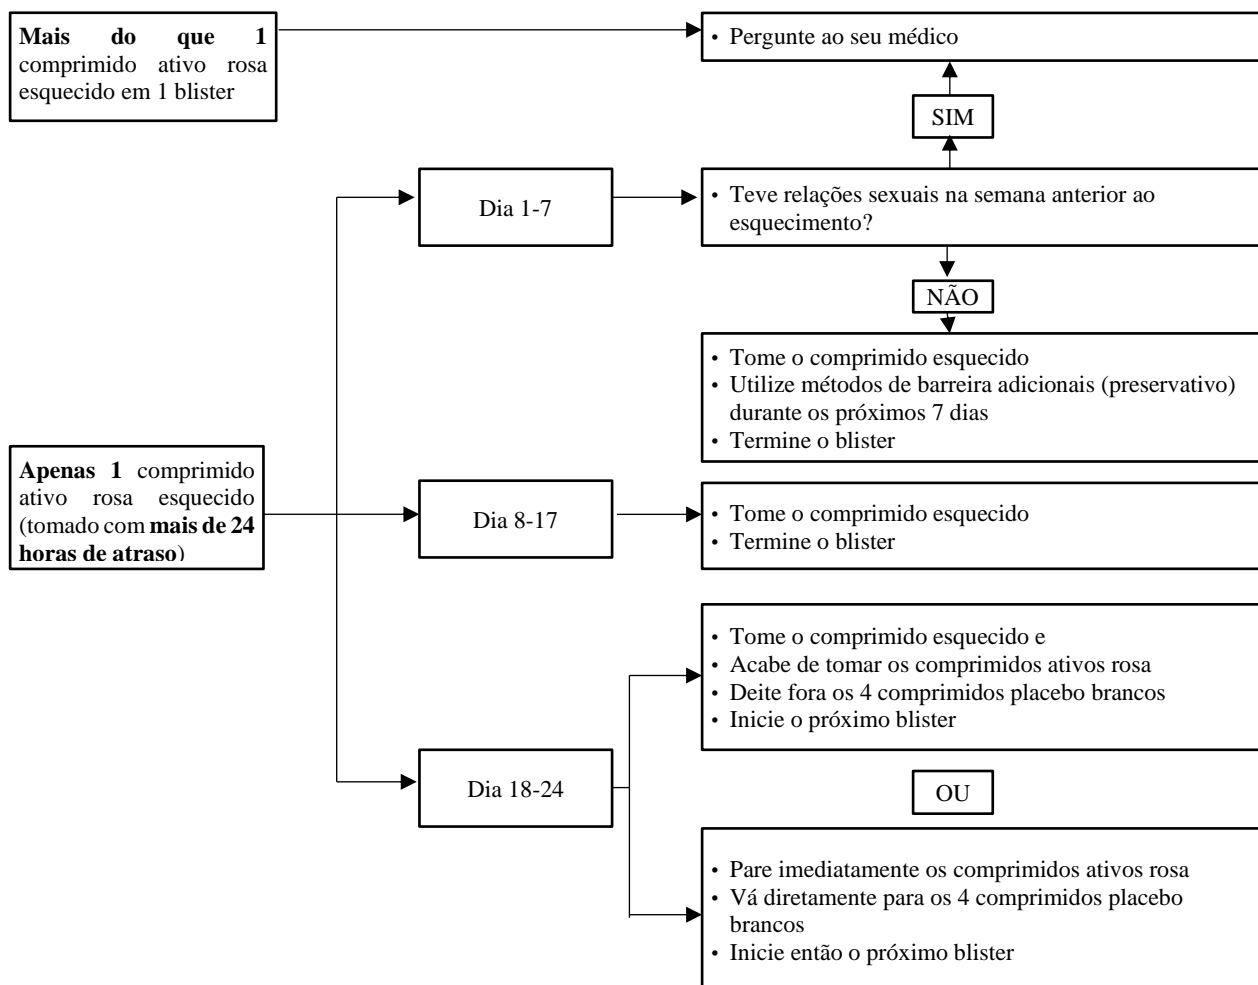 Mais do que 1
comprimido ativo rosa
esquecido em 1 blister
• Pergunte ao seu médico
SIM
Dia 1-7
• Teve relações sexuais na semana anterior ao
esquecimento?
NÃO
• Tome o comprimido esquecido
• Utilize métodos de barreira adicionais (preservativo)
durante os próximos 7 dias
• Termine o blister
Apenas 1 comprimido
ativo rosa esquecido
(tomado com mais de 24
horas de atraso)
Dia 8-17
• Tome o comprimido esquecido
• Termine o blister
Dia 18-24
• Tome o comprimido esquecido e
• Acabe de tomar os comprimidos ativos rosa
• Deite fora os 4 comprimidos placebo brancos
• Inicie o próximo blister
OU
• Pare imediatamente os comprimidos ativos rosa
• Vá diretamente para os 4 comprimidos placebo
brancos
• Inicie então o próximo blister